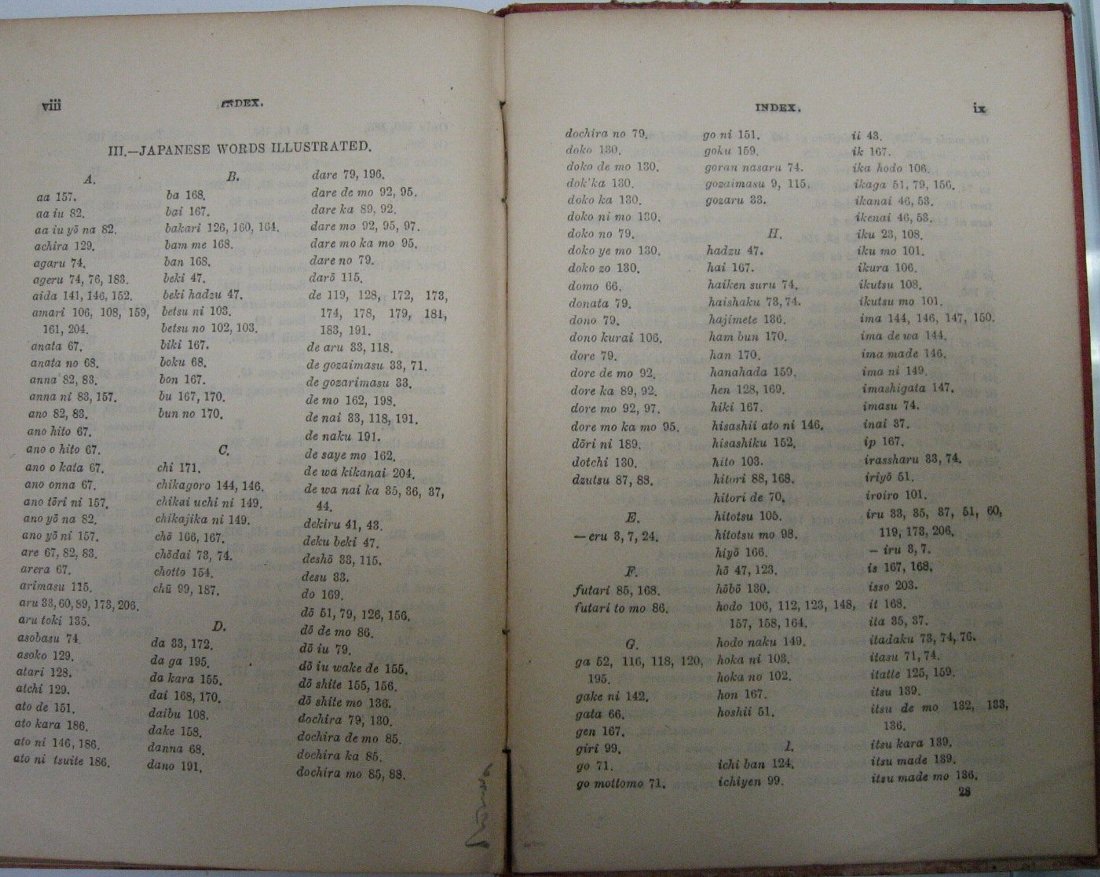 viii
INDEX.
III.—JAPANESE WORDS ILLUSTRATED.
A.
aa 157.
aa iu 82.
aa iu yō na 82.
achira 129.
agaru 74.
ageru 74, 76, 183.
aida 141, 146, 152.
amari 106, 108, 159,
161, 204.
anata 67.
anata no 68.
anna 82, 83.
anna ni 83, 157.
ano 82, 83.
ano hito 67.
ano o hito 67.
ano o kata 67.
ano onna 67.
ano tōri ni 157.
ano yō na 82.
ano yō ni 157.
are 67, 82, 83.
arera 67.
arimasu 115.
aru 33, 60, 89, 173, 206.
aru toki 135.
asobasu 74.
asoko 129.
atari 128.
atchi 129.
ato de 151.
ato kara 186.
ato ni 146, 186.
ato ni tsuite 186.
B.
ba 168.
bai 167.
bakari 126, 160, 164.
bam me 168.
ban 168.
beki 47.
beki hadzu 47.
betsu ni 103.
betsu no 102, 103.
biki 167.
boku 68.
bon 167.
bu 167, 170.
bun no 170.
C.
chi 171.
chikagoro 144, 146.
chikai uchi ni 149.
chikajika ni 149.
chō 166, 167.
chōdai 73, 74.
chotto 154.
chū 99, 187.
D.
da 33, 172.
da ga 195.
da kara 155.
dai 168, 170.
daibu 108.
dake 158.
danna 68.
dano 191.
dare 79, 196.
dare de mo 92, 95.
dare ka 89, 92.
dare mo 92, 95, 97.
dare mo ka mo 95.
dare no 79.
darō 115.
de 119, 128, 172, 173,
174, 178, 179, 181,
183, 191.
de aru 33, 118.
de gozaimasu 33, 71.
de gozarimasu 33.
de mo 162, 198.
de nai 33, 118, 191.
de naku 191.
de saye mo 162.
de wa kikanai 204.
de wa nai ka 35, 36, 37,
44.
dekiru 41, 43.
deku beki 47.
deshō 33, 115.
desu 33.
do 169.
dō 51, 79, 126, 156.
dō de mo 86.
dō iu 79.
dō iu wake de 155.
dō shite 155, 156.
dō shite mo 136.
dochira 79, 130.
dochira de mo 85.
dochira ka 85.
dochira mo 85, 88.
INDEX.
ix
dochira no 79.
doko 130.
doko de mo 130.
dok'ka 130.
doko ka 130.
doko ni mo 130.
doko no 79.
doko ye mo 130.
doko zo 130.
domo 66.
donata 79.
dono 79.
dono kurai 106.
dore 79.
dore de mo 92.
dore ka 89, 92.
dore mo 92, 97.
dore mo ka mo 95.
dōri ni 189.
dotchi 130.
dzutsu 87, 88.
E.
—eru 3, 7, 24.
F.
futari 85, 168.
futari to mo 86.
G.
ga 52, 116, 118, 120,
195.
gake ni 142.
gata 66.
gen 167.
giri 99.
go 71.
go mottomo 71.
go ni 151.
goku 159.
goran nasaru 74.
gozaimasu 9, 115.
gozaru 33.
H.
hadzu 47.
hai 167.
haiken suru 74.
haishaku 73, 74.
hajimete 136.
ham bun 170.
han 170.
hanahada 159.
hen 128, 169.
hiki 167.
hisashii ato ni 146.
hisashiku 152.
hito 103.
hitori 88, 168.
hitori de 70.
hitotsu 105.
hitotsu mo 98.
hiyō 166.
hō 47, 123.
hōbō 130.
hodo 106, 112, 123, 148,
157, 158, 164.
hodo naku 149.
hoka ni 103.
hoka no 102.
hon 167.
hoshii 51.
I.
ichi ban 124.
ichiyen 99.
ii 43.
ik 167.
ika hodo 106.
ikaga 51, 79, 156.
ikanai 46, 53.
ikenai 46, 53.
iku 23, 108.
iku mo 101.
ikura 106.
ikutsu 108.
ikutsu mo 101.
ima 144, 146, 147, 150.
ima de wa 144.
ima made 146.
ima ni 149.
imashigata 147.
imasu 74.
inai 37.
ip 167.
irassharu 33, 74.
iriyō 51.
iroiro 101.
iru 33, 35, 37, 51, 60,
119, 173, 206.
—iru 3, 7.
is 167, 168.
isso 203.
it 168.
ita 35, 37.
itadaku 73, 74, 76.
itasu 71, 74.
itatte 125, 159.
itsu 139.
itsu de mo 132, 133,
136.
itsu kara 139.
itsu made 139.
itsu made mo 136.
28